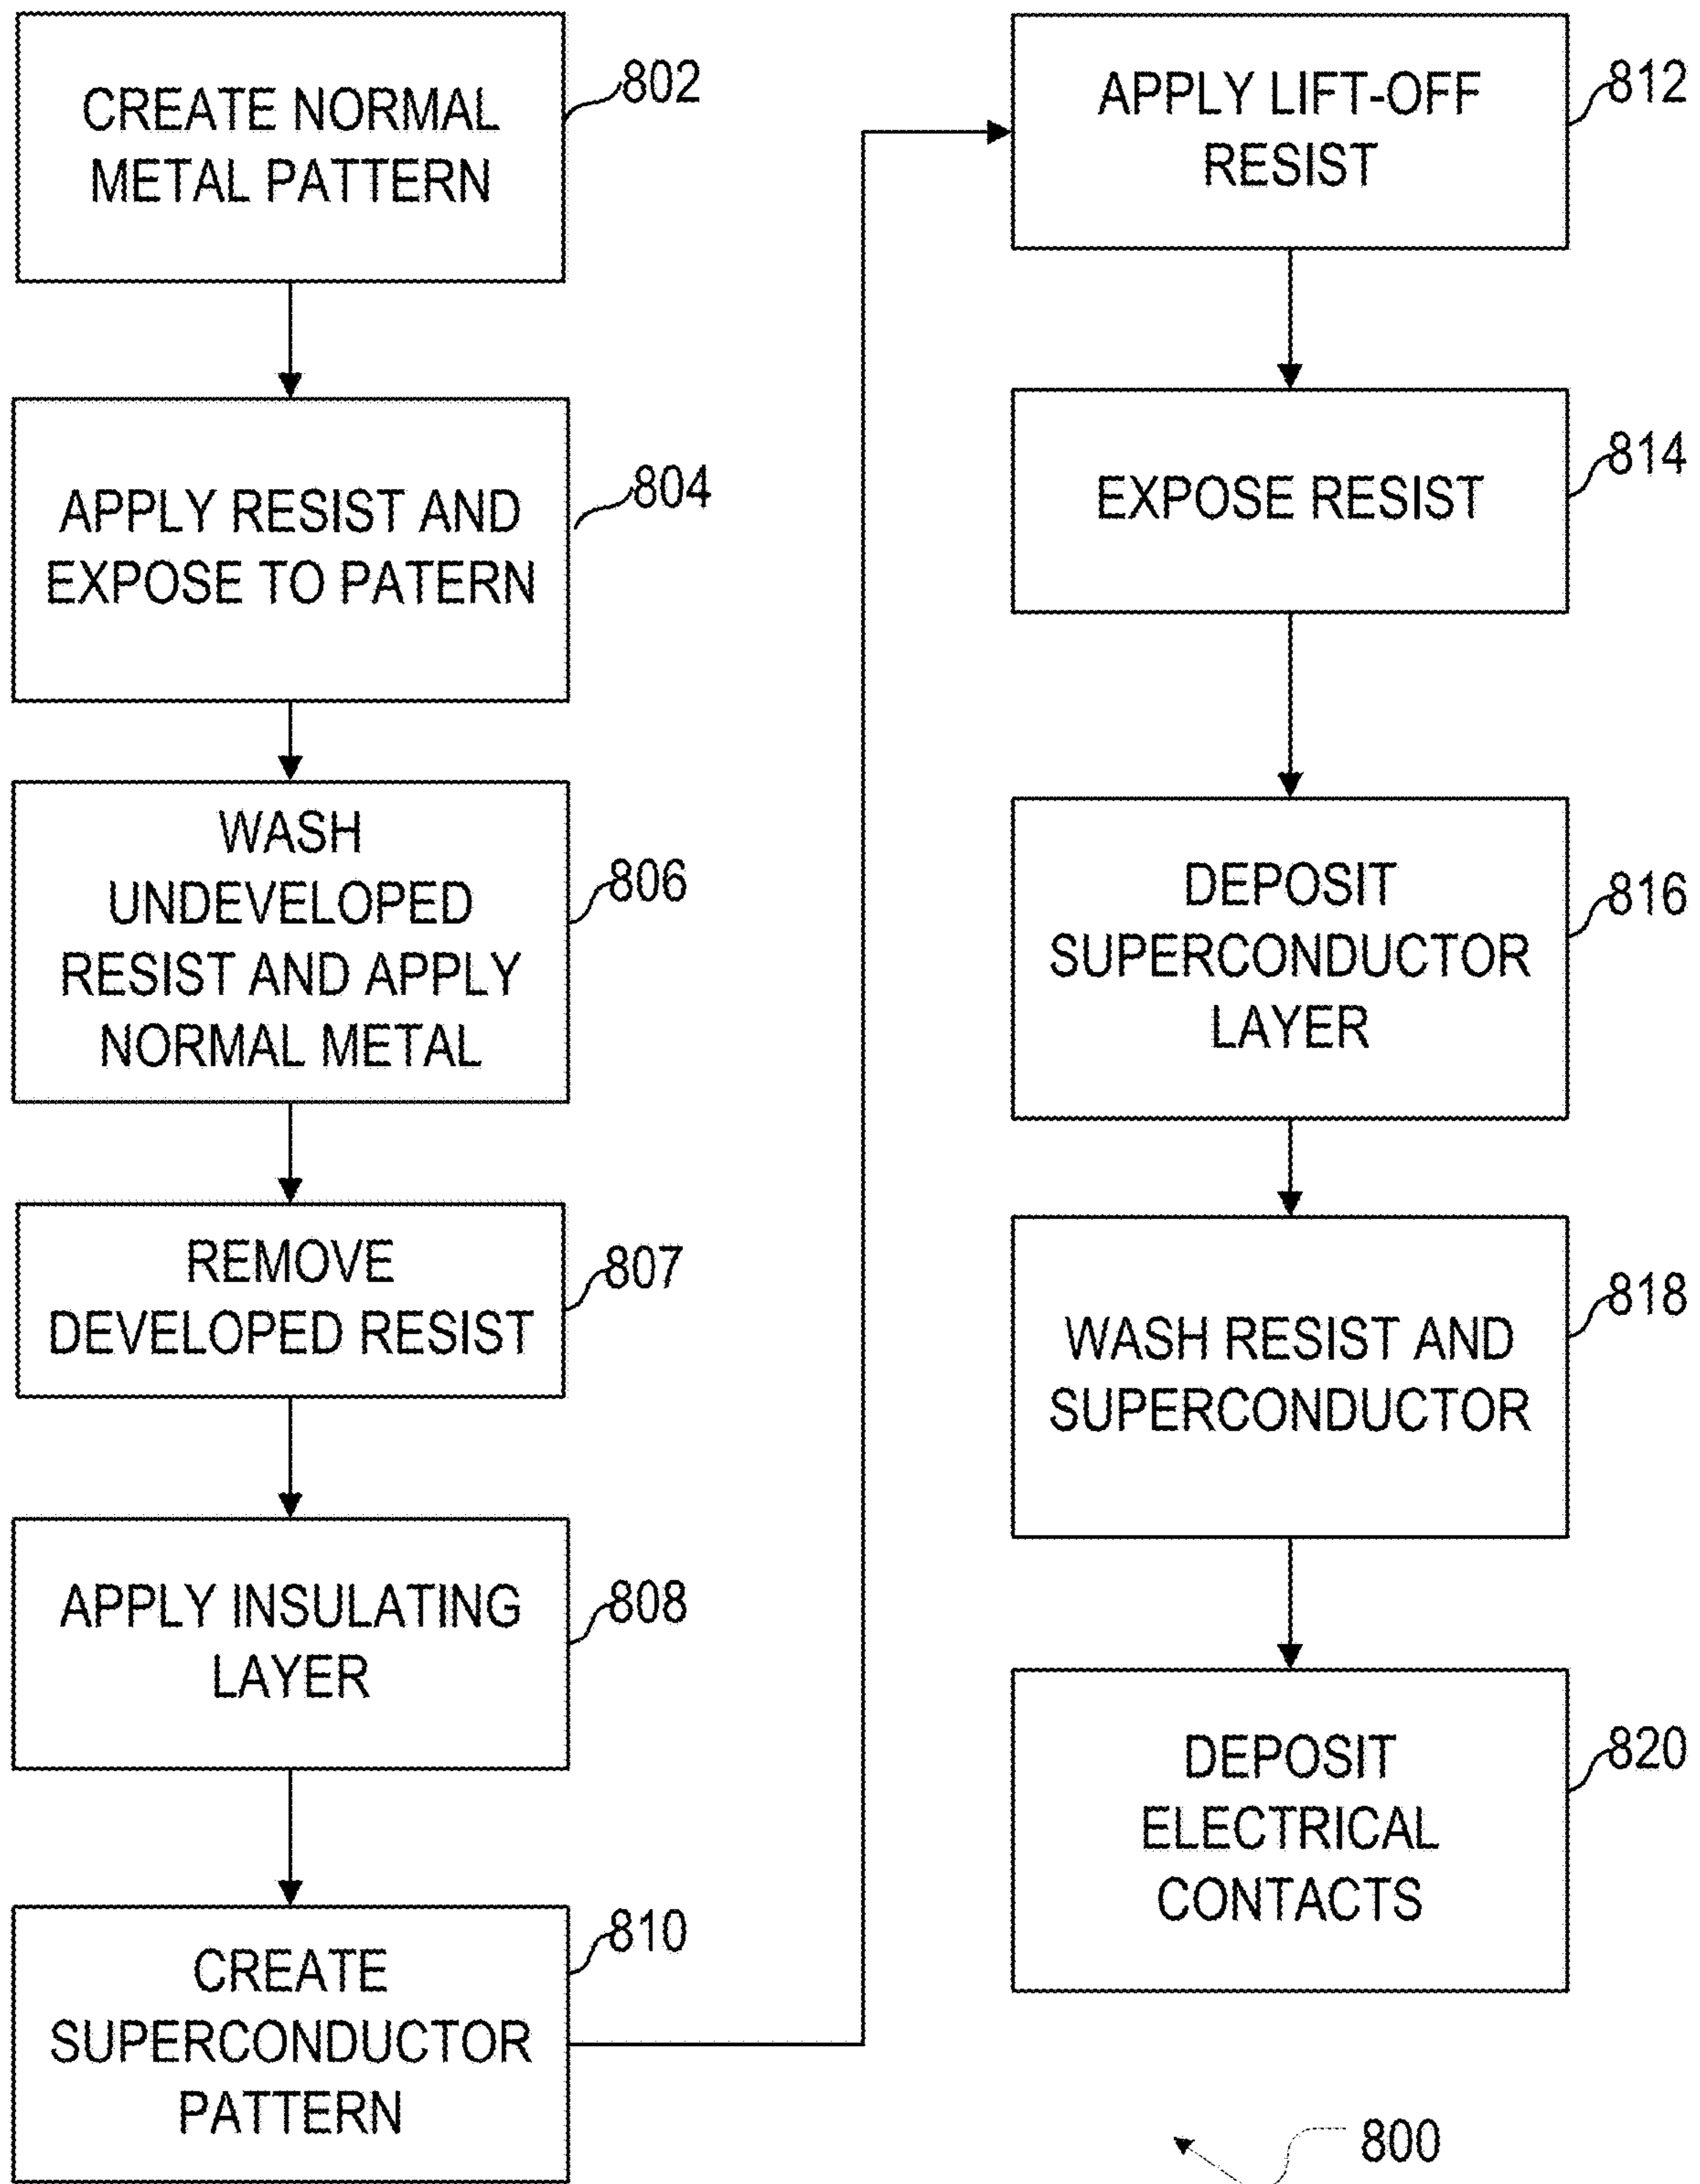 CREATE NORMAL
METAL PATTERN
802
APPLY RESIST AND
EXPOSE TO PATERN
804
WASH
UNDEVELOPED
RESIST AND APPLY
NORMAL METAL
806
REMOVE
DEVELOPED RESIST
807
APPLY INSULATING
LAYER
808
CREATE
SUPERCONDUCTOR
PATTERN
810
APPLY LIFT-OFF
RESIST
812
EXPOSE RESIST
814
DEPOSIT
SUPERCONDUCTOR
LAYER
816
WASH RESIST AND
SUPERCONDUCTOR
818
DEPOSIT
ELECTRICAL
CONTACTS
820
800